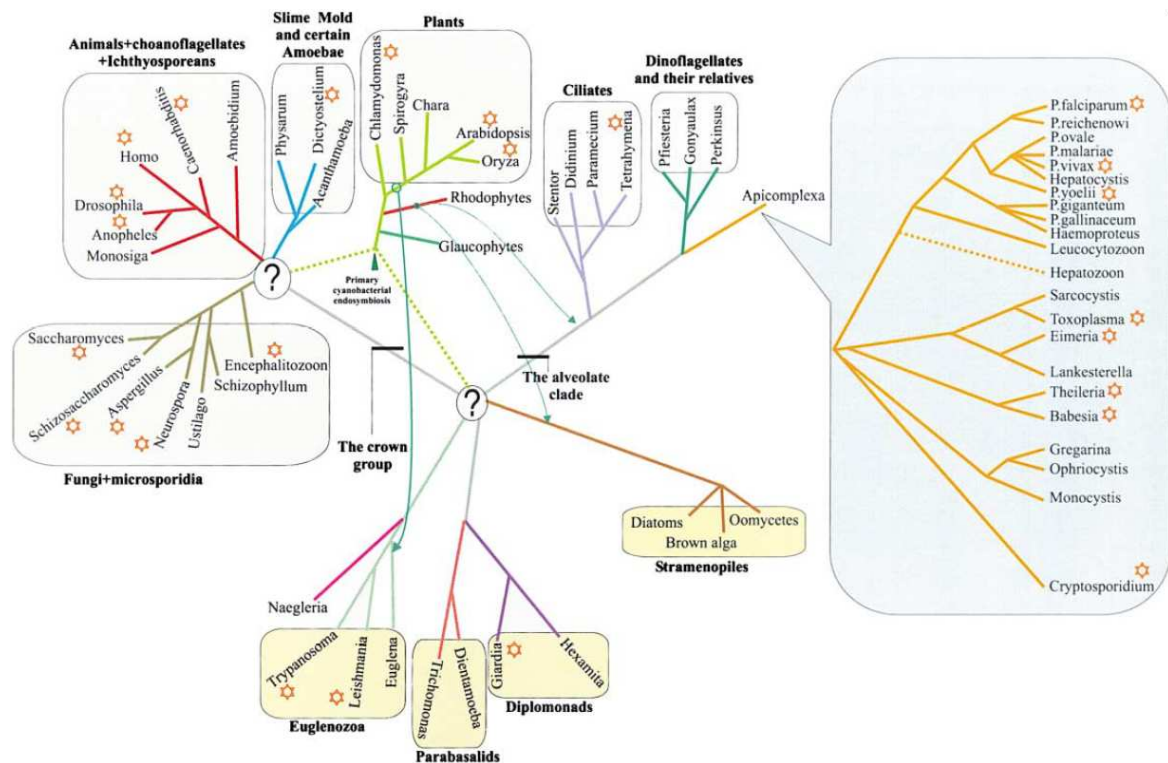 Animals+choanoflagellates
+Ichthyosporeans
Homo
Caenorhabditis
Amoebidium
Drosophila
Anopheles
Monosiga
Slime Mold
and certain
Amoebae
Physarum
Dictyostelium
Acanthamoeba
Plants
Chlamydomonas
Spirogyra
Chara
Arabidopsis
Oryza
Rhodophytes
Glaucophytes
Primary
cyanobacterial
endosymbiosis
?
Ciliates
Stentor
Didinium
Paramecium
Tetrahymena
Dinoflagellates
and their relatives
Pfiesteria
Gonyaulax
Perkinsus
Apicomplexa
P.falciparum
P.reichenowi
P.ovale
P.malariae
P.vivax
Hepatocystis
P.yoelii
P.giganteum
P.gallinaceum
Haemoproteus
Leucocytozoon
Hepatozoon
Sarcocystis
Toxoplasma
Eimeria
Lankesterella
Theileria
Babesia
Gregarina
Ophriocystis
Monocystis
Cryptosporidium
Saccharomyces
Schizosaccharomyces
Aspergillus
Neurospora
Ustilago
Schizophyllum
Encephalitozoon
Fungi+microsporidia
The crown
group
The alveolate
clade
?
Diatoms
Brown alga
Oomycetes
Stramenopiles
Naegleria
Trypanosoma
Leishmania
Euglena
Euglenozoa
Trichomonas
Dientamoeba
Parabasalids
Giardia
Hexamita
Diplomonads